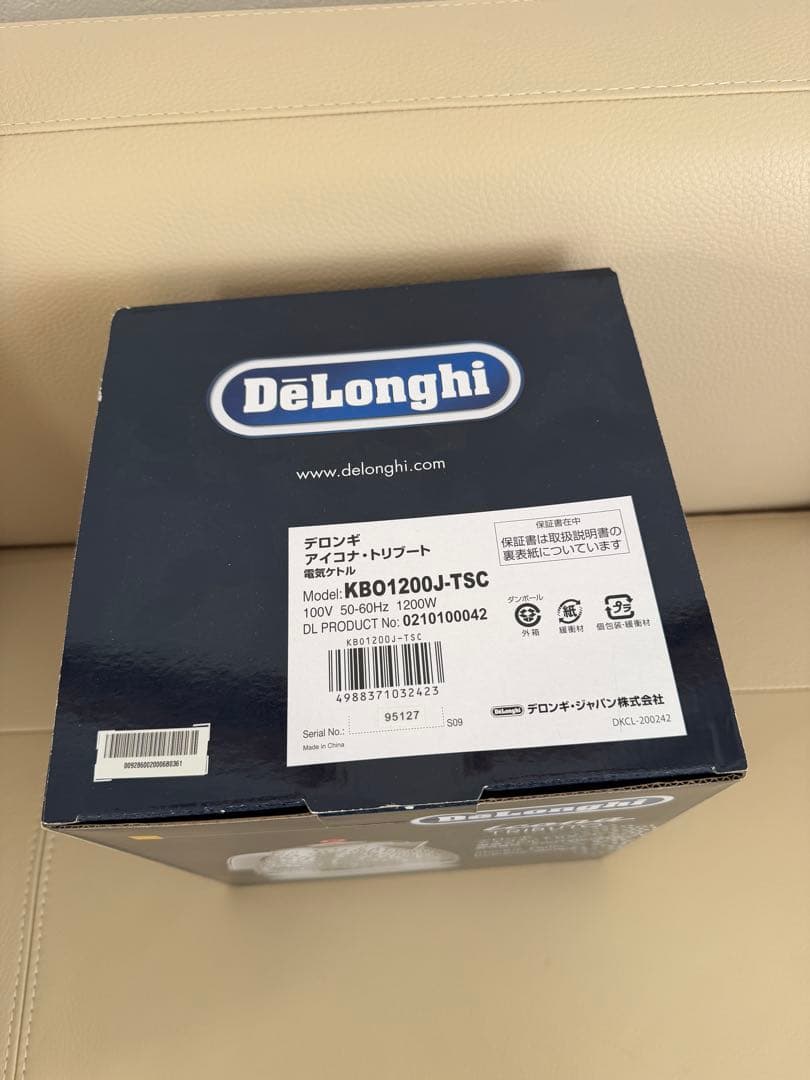 DēLonghi
www.delonghi.com
デロンギ
アイコナ・トリブート
電気ケトル
Model:KBO1200J-TSC
100V 50-60Hz 1200W
DL PRODUCT No: 0210100042
保証書在中
保証書は取扱説明書の
裏表紙についています
ダンボール
外箱
紙
緩衝材
プラ
個包装・緩衝材
KBO1200J-TSC
4988371032423
Serial No.: 95127 S09
Made in China
DēLonghi デロンギ・ジャパン株式会社
DKCL-200242
DēLonghi